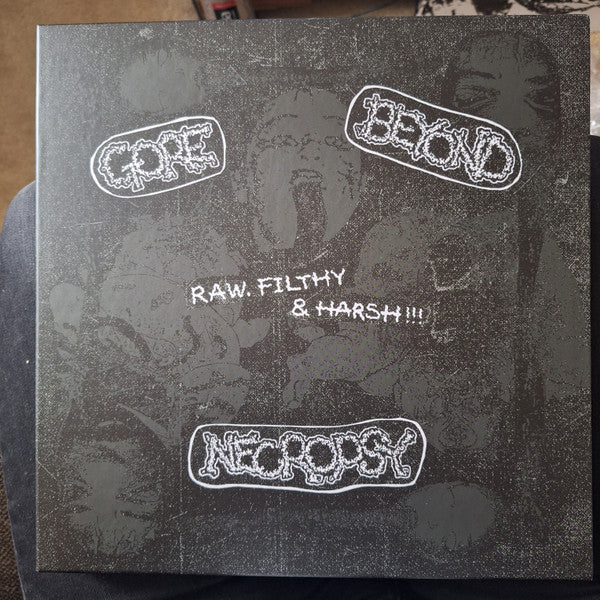 GORE
BEYOND
RAW. FILTHY
& HARSH!!!
NECROPSY